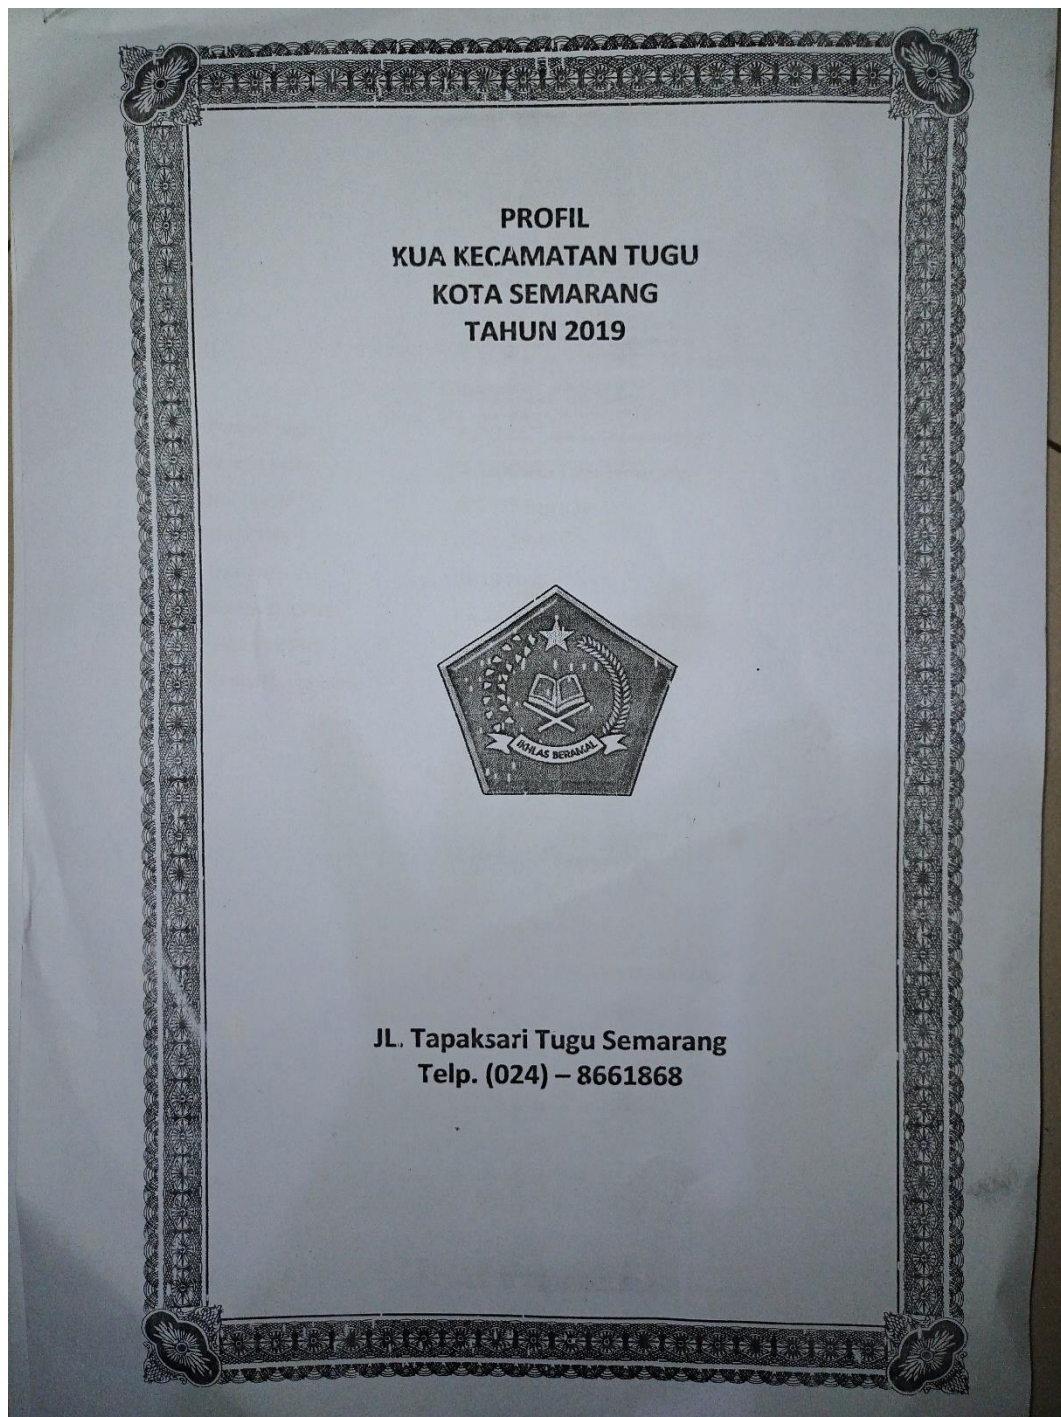 PROFIL
KUA KECAMATAN TUGU
KOTA SEMARANG
TAHUN 2019
IKHLAS BERAMAL
JL. Tapaksari Tugu Semarang
Telp. (024) – 8661868